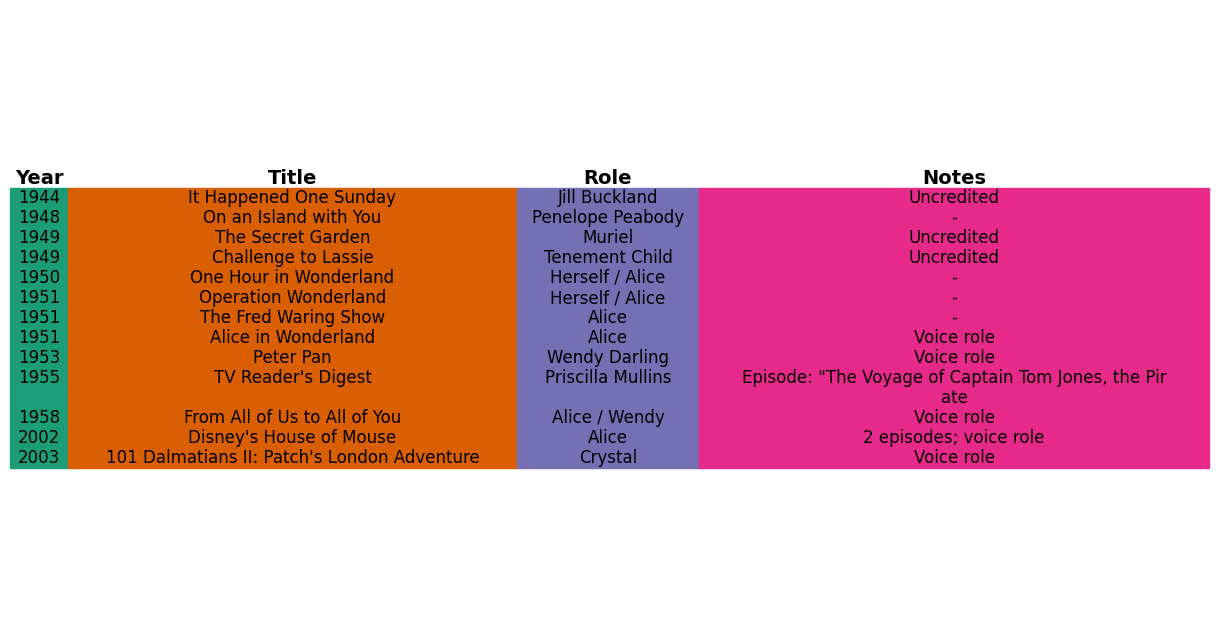 Year Title Role Notes
1944 It Happened One Sunday Jill Buckland Uncredited
1948 On an Island with You Penelope Peabody -
1949 The Secret Garden Muriel Uncredited
1949 Challenge to Lassie Tenement Child Uncredited
1950 One Hour in Wonderland Herself / Alice -
1951 Operation Wonderland Herself / Alice -
1951 The Fred Waring Show Alice -
1951 Alice in Wonderland Alice Voice role
1953 Peter Pan Wendy Darling Voice role
1955 TV Reader's Digest Priscilla Mullins Episode: "The Voyage of Captain Tom Jones, the Pir
ate
1958 From All of Us to All of You Alice / Wendy Voice role
2002 Disney's House of Mouse Alice 2 episodes; voice role
2003 101 Dalmatians II: Patch's London Adventure Crystal Voice role